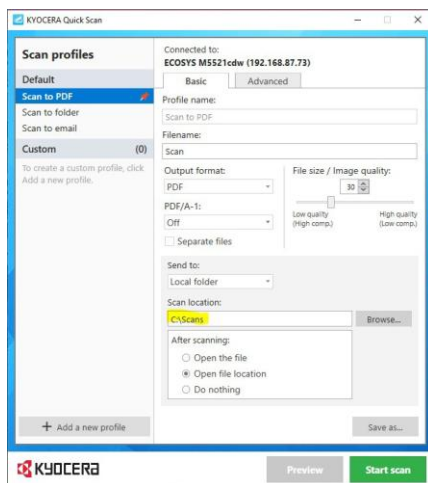 KYOCERA Quick Scan
Scan profiles
Default
Scan to PDF
Scan to folder
Scan to email
Custom (0)
To create a custom profile, click
Add a new profile.
+ Add a new profile
Connected to:
ECOSYS M5521cdw (192.168.87.73)
Basic Advanced
Profile name:
Scan to PDF
Filename:
Scan
Output format:
PDF
PDF/A-1:
Off
Separate files
File size / Image quality:
30
Low quality High quality
(High comp.) (Low comp.)
Send to:
Local folder
Scan location:
C:\Scans Browse...
After scanning:
Open the file
Open file location
Do nothing
Save as...
KYOCERA Preview Start scan